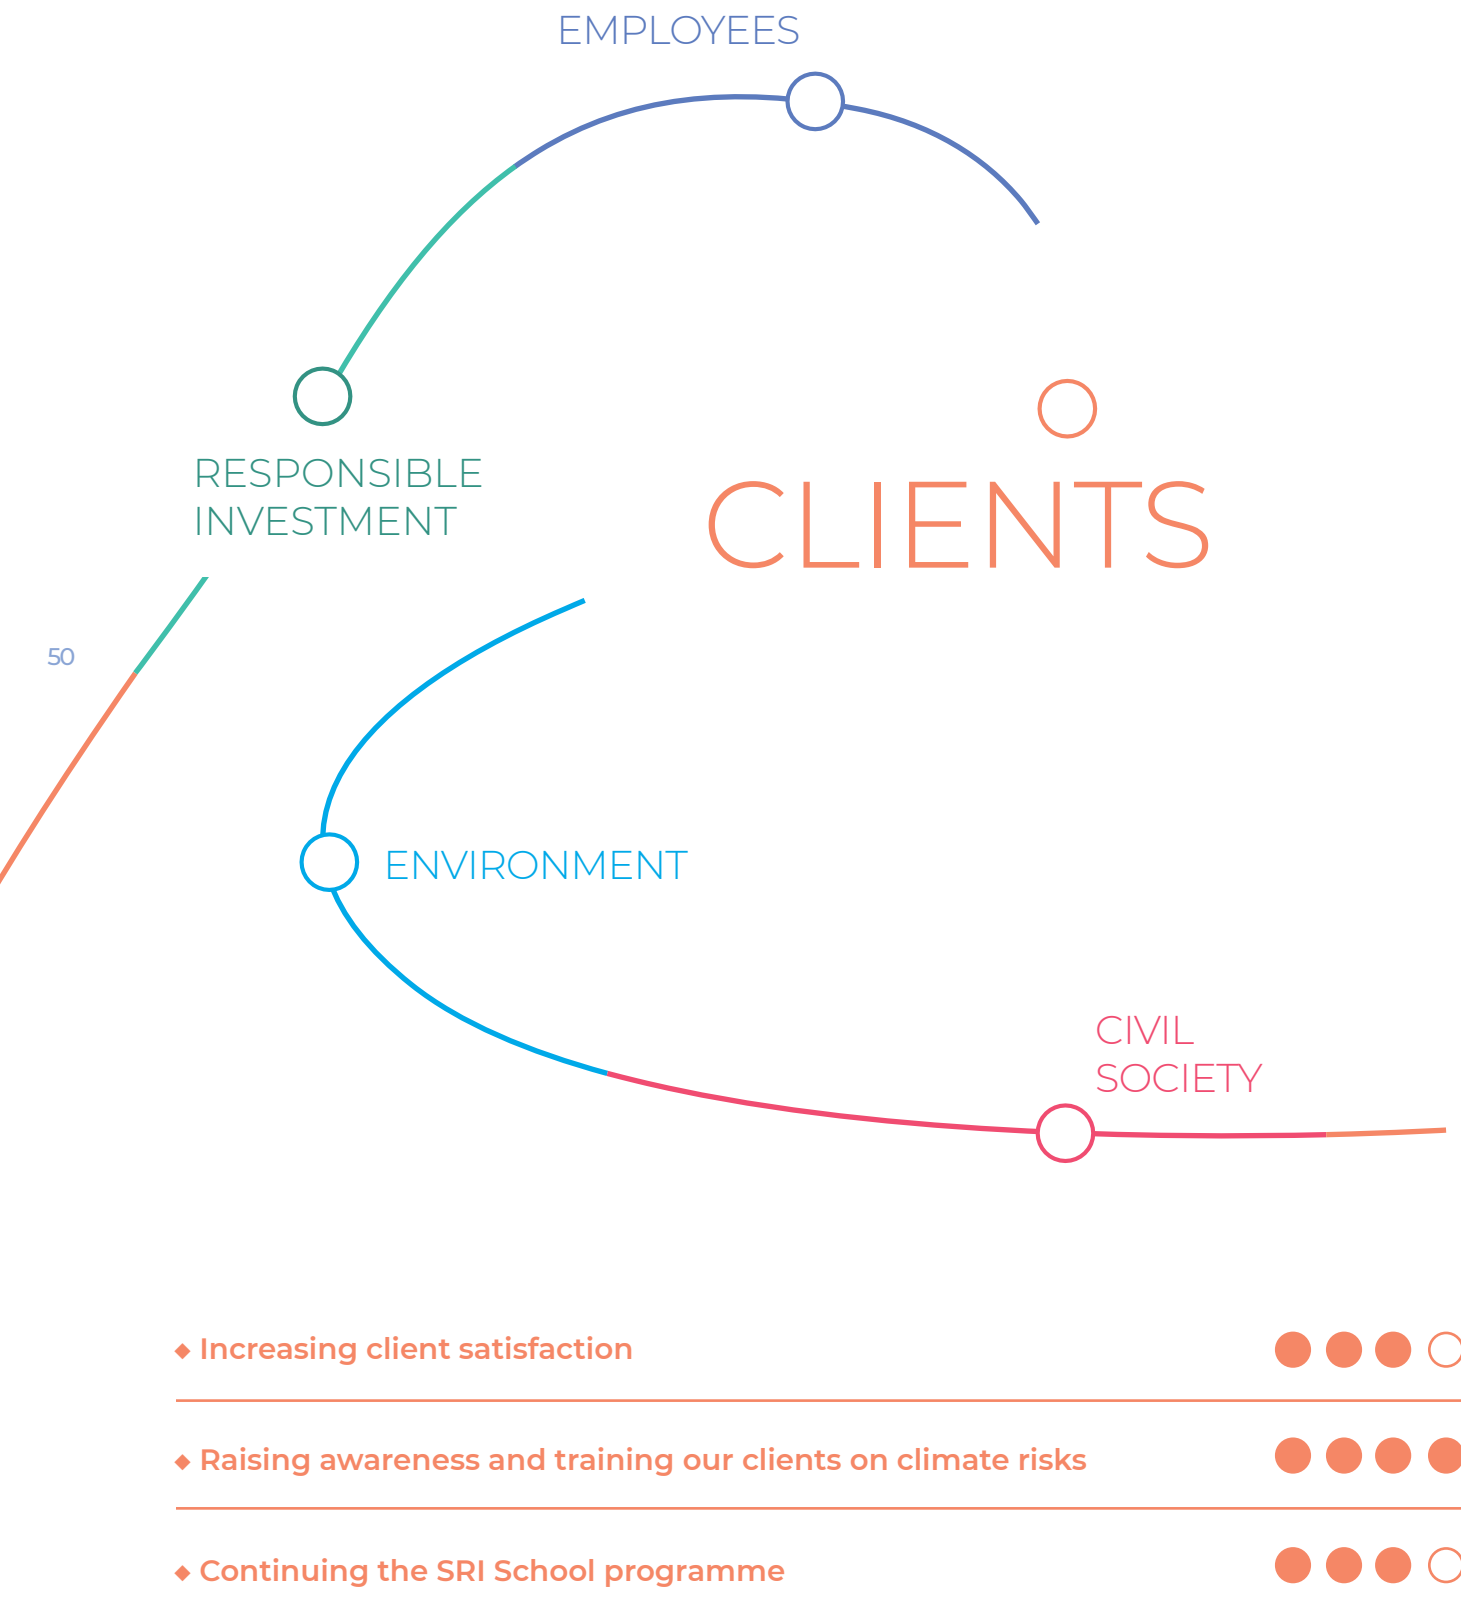 EMPLOYEES
RESPONSIBLE
INVESTMENT
CLIENTS
50
ENVIRONMENT
CIVIL
SOCIETY
Increasing client satisfaction
Raising awareness and training our clients on climate risks
Continuing the SRI School programme